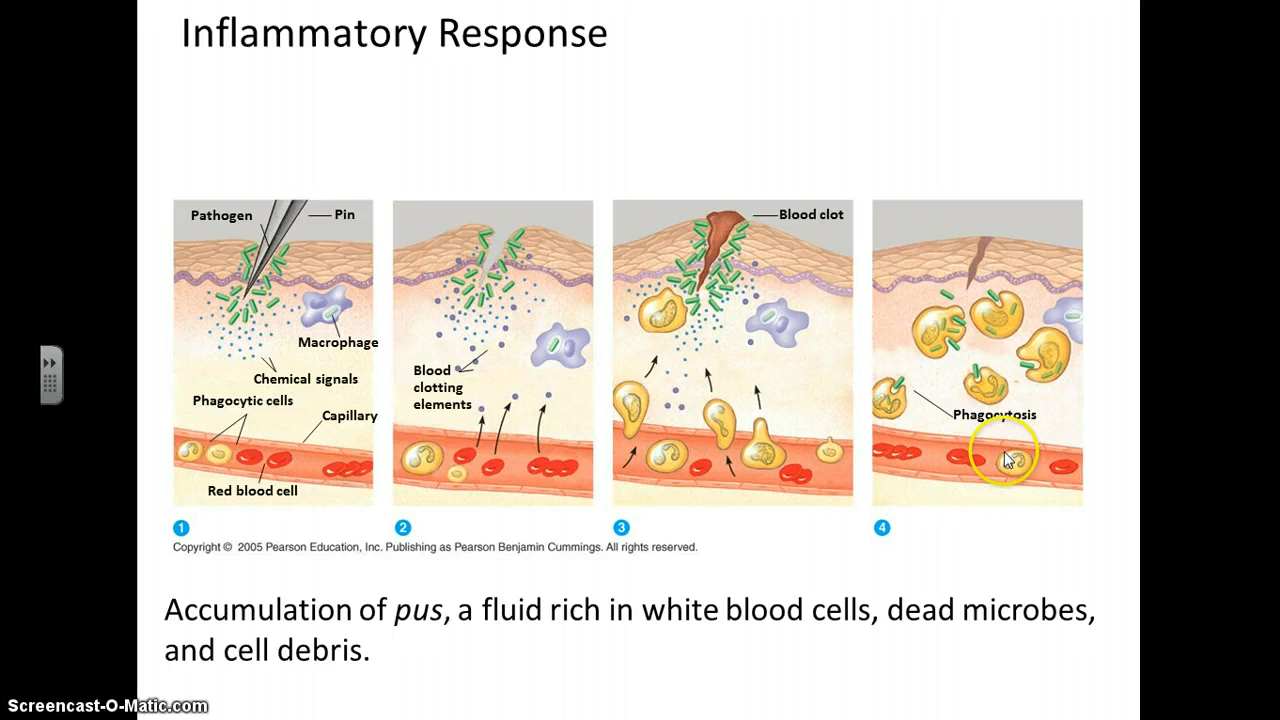 Inflammatory Response
Pathogen
Pin
Macrophage
Chemical signals
Phagocytic cells
Capillary
Red blood cell
1
Blood
clotting
elements
2
Blood clot
3
Phagocytosis
4
Copyright © 2005 Pearson Education, Inc. Publishing as Pearson Benjamin Cummings. All rights reserved.
Accumulation of pus, a fluid rich in white blood cells, dead microbes,
and cell debris.
Screencast-O-Matic.com